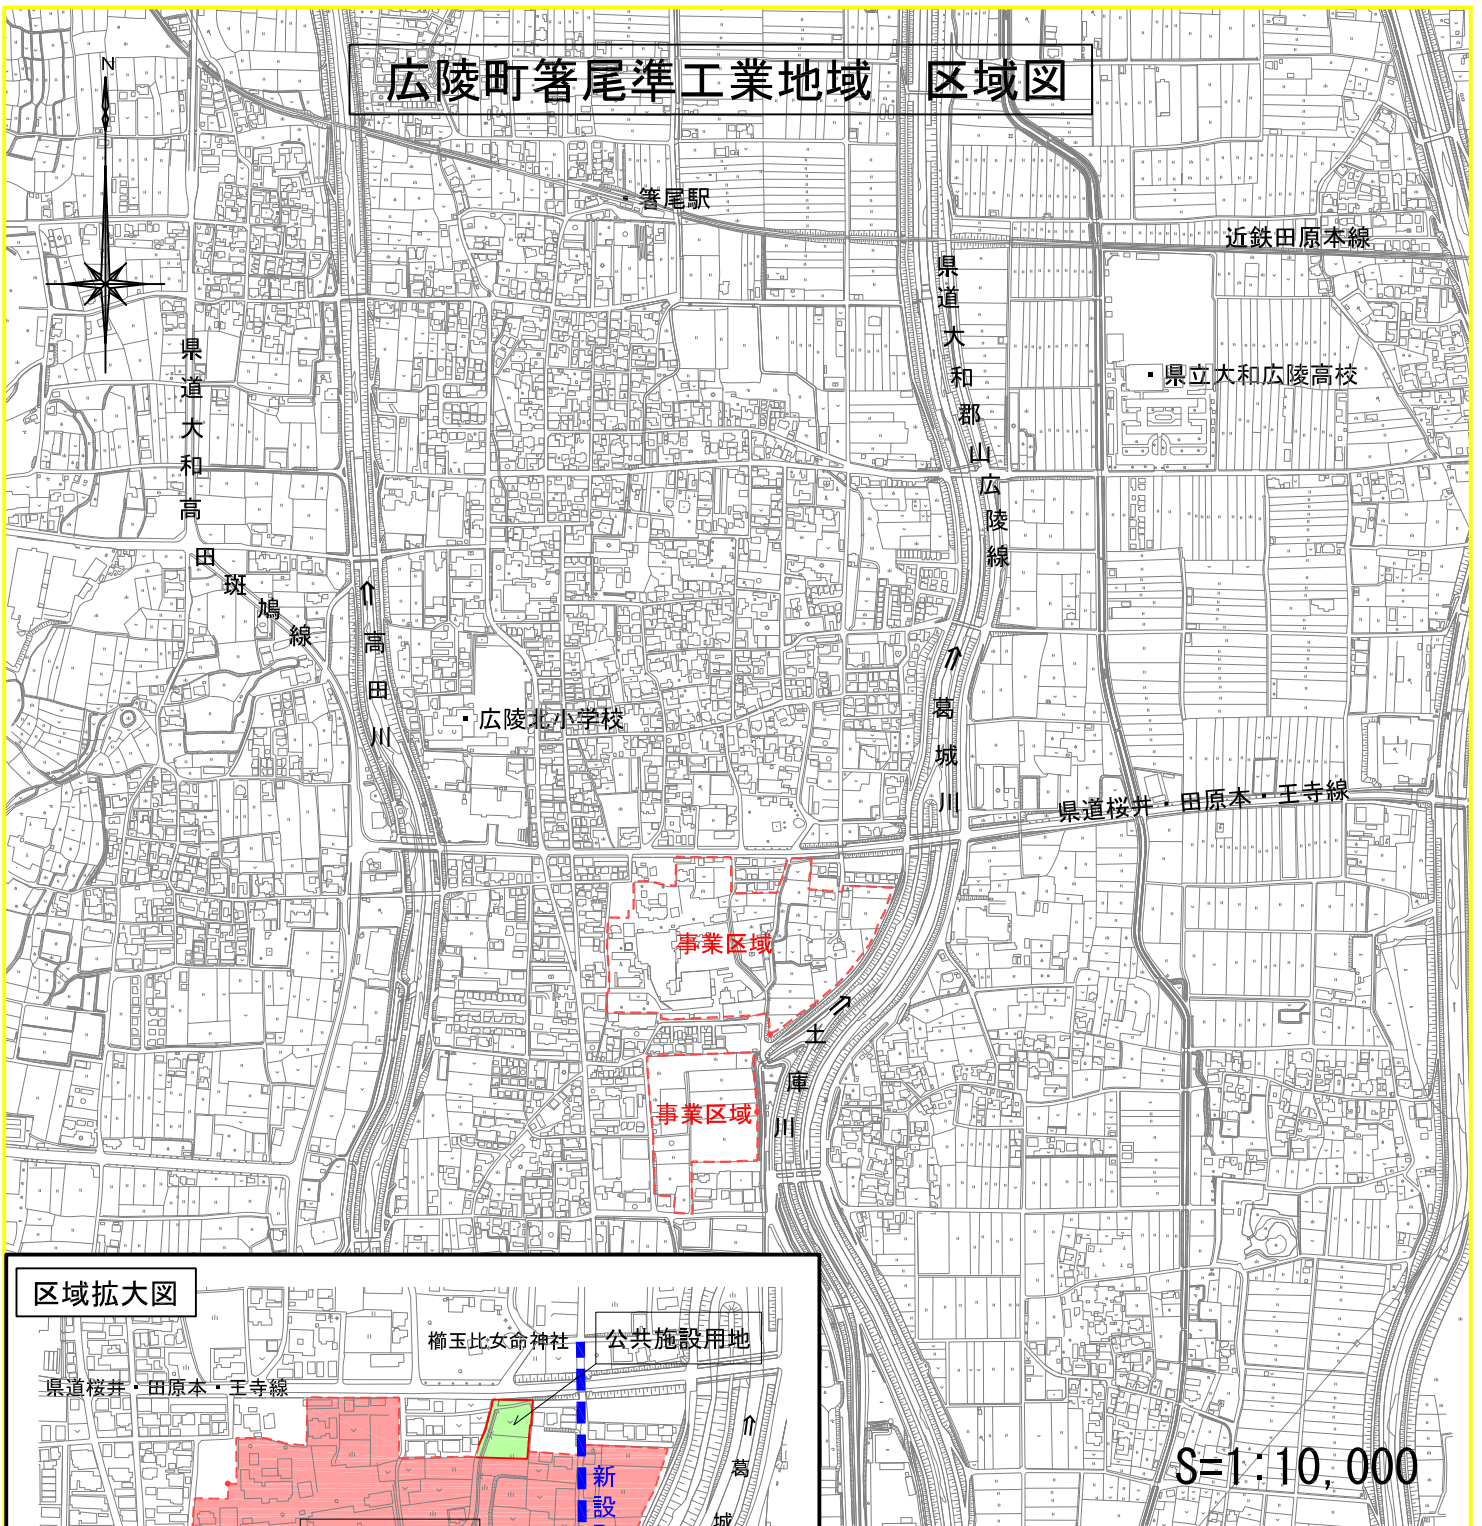 広陵町箸尾準工業地域　区域図
N
箸尾駅
近鉄田原本線
県道大和郡山広陵線
県立大和広陵高校
県道大和高田斑鳩線
高田川
広陵北小学校
葛城川
県道桜井・田原本・王寺線
事業区域
土庫川
事業区域
区域拡大図
櫛玉比女命神社
公共施設用地
県道桜井・田原本・王寺線
新設
葛城
S=1:10,000